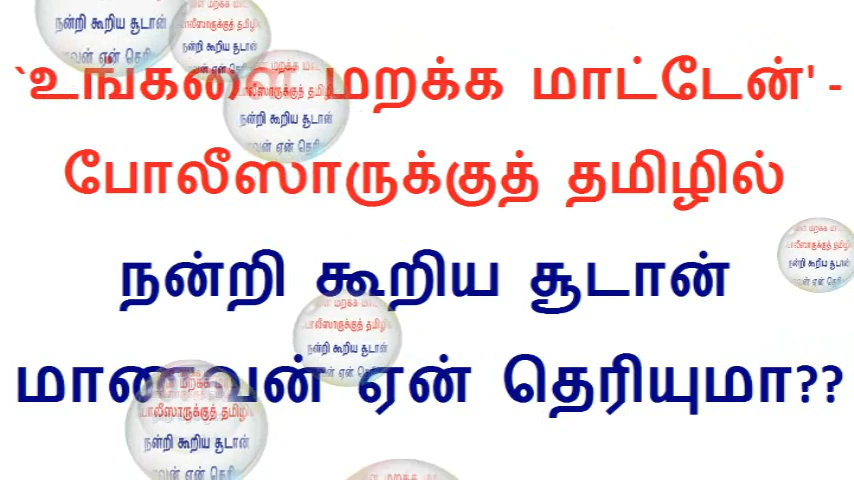 `உங்களை மறக்க மாட்டேன்' -
போலீஸாருக்குத் தமிழில்
நன்றி கூறிய சூடான்
மாணவன் ஏன் தெரியுமா??